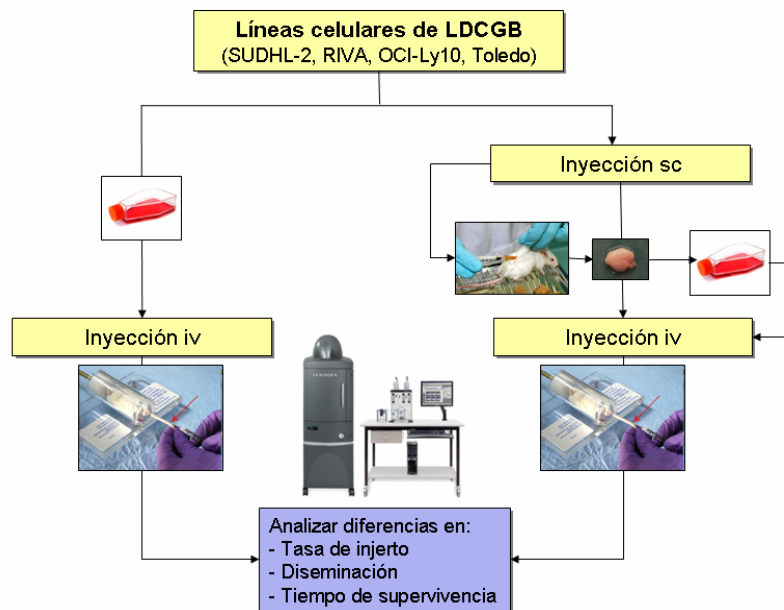 Líneas celulares de LDCGB
(SUDHL-2, RIVA, OCI-Ly10, Toledo)
Inyección sc
Inyección iv
Inyección iv
XENOGEN
Analizar diferencias en:
- Tasa de injerto
- Diseminación
- Tiempo de supervivencia